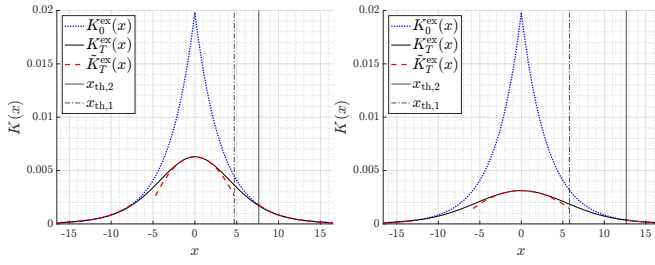 0.02
0.015
0.01
0.005
0
K(x)
-15 -10 -5 0 5 10 15
x
K_0^ex(x)
K_T^ex(x)
K̃_T^ex(x)
x_th,2
x_th,1
0.02
0.015
0.01
0.005
0
K(x)
-15 -10 -5 0 5 10 15
x
K_0^ex(x)
K_T^ex(x)
K̃_T^ex(x)
x_th,2
x_th,1